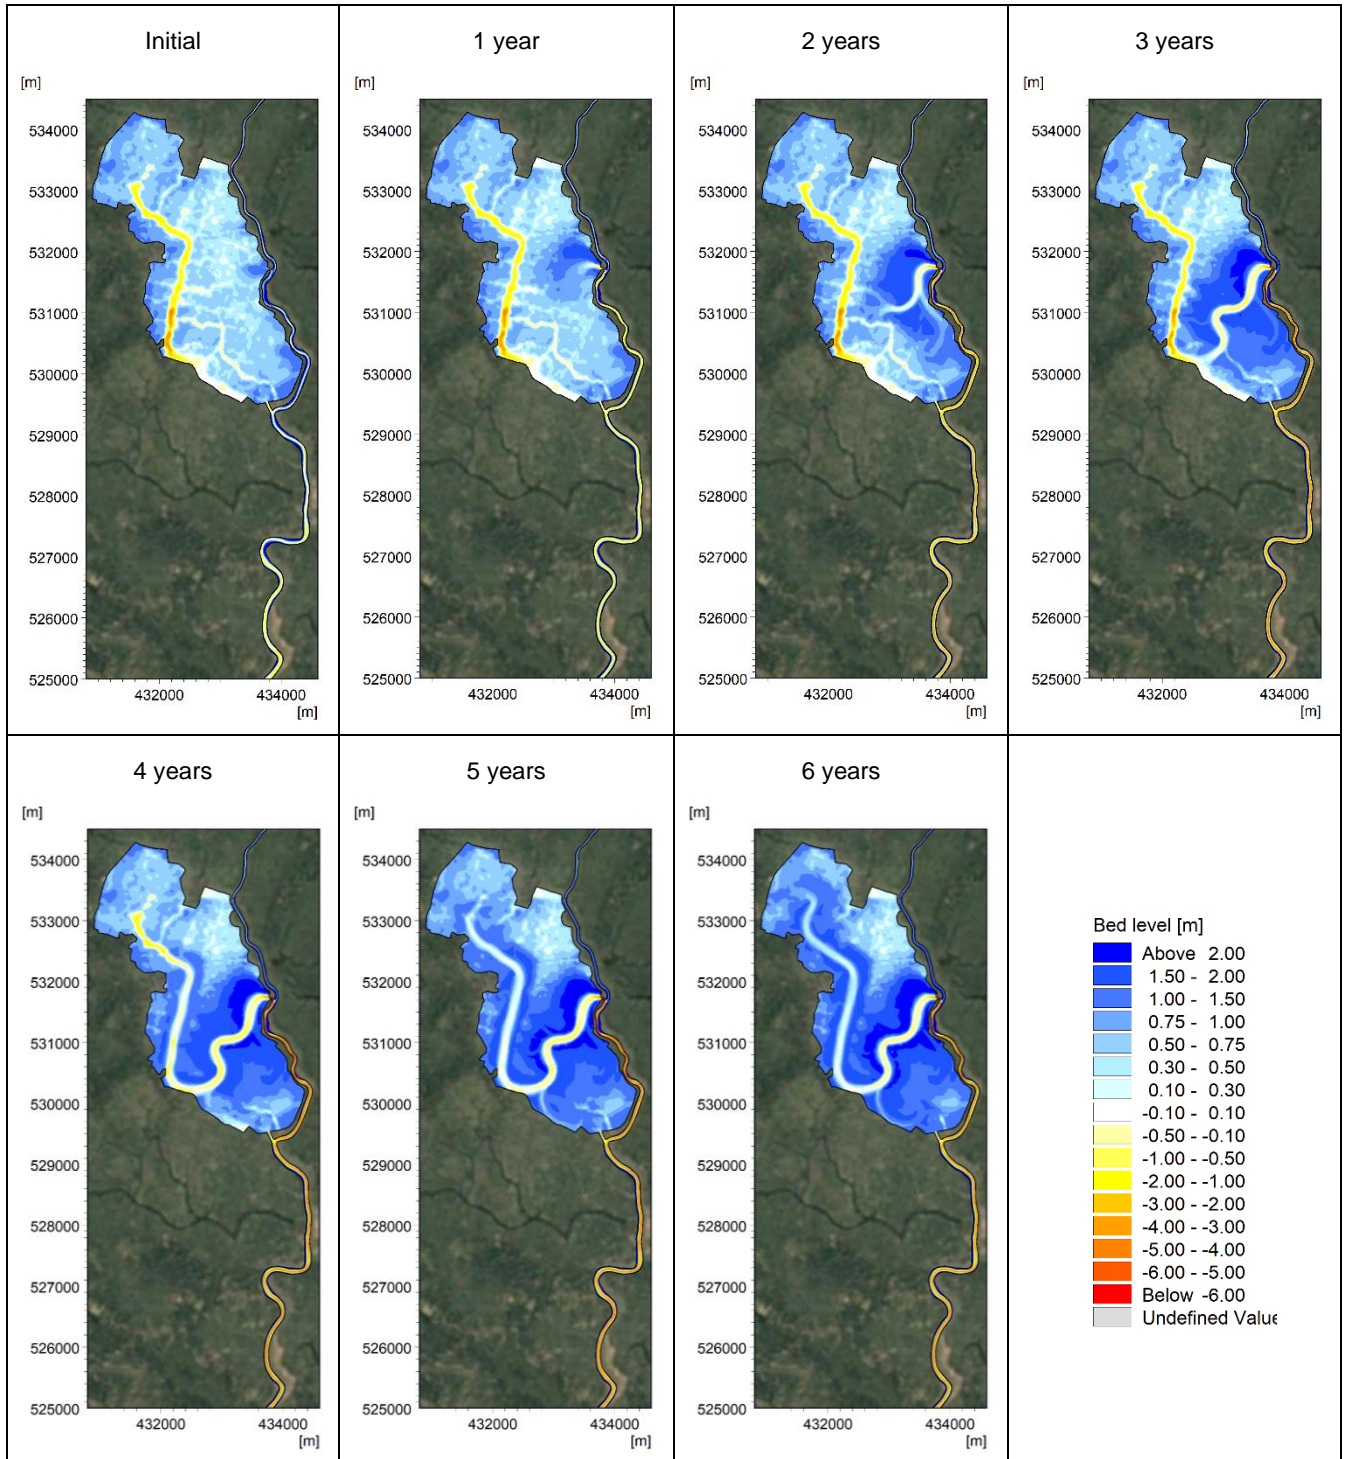 Initial
1 year
2 years
3 years
[m]
[m]
[m]
[m]
534000
533000
532000
531000
530000
529000
528000
527000
526000
525000
432000 434000
[m]
534000
533000
532000
531000
530000
529000
528000
527000
526000
525000
432000 434000
[m]
534000
533000
532000
531000
530000
529000
528000
527000
526000
525000
432000 434000
[m]
534000
533000
532000
531000
530000
529000
528000
527000
526000
525000
432000 434000
[m]
4 years
5 years
6 years
[m]
[m]
[m]
534000
533000
532000
531000
530000
529000
528000
527000
526000
525000
432000 434000
[m]
534000
533000
532000
531000
530000
529000
528000
527000
526000
525000
432000 434000
[m]
534000
533000
532000
531000
530000
529000
528000
527000
526000
525000
432000 434000
[m]
Bed level [m]
Above 2.00
1.50 - 2.00
1.00 - 1.50
0.75 - 1.00
0.50 - 0.75
0.30 - 0.50
0.10 - 0.30
-0.10 - 0.10
-0.50 - -0.10
-1.00 - -0.50
-2.00 - -1.00
-3.00 - -2.00
-4.00 - -3.00
-5.00 - -4.00
-6.00 - -5.00
Below -6.00
Undefined Value